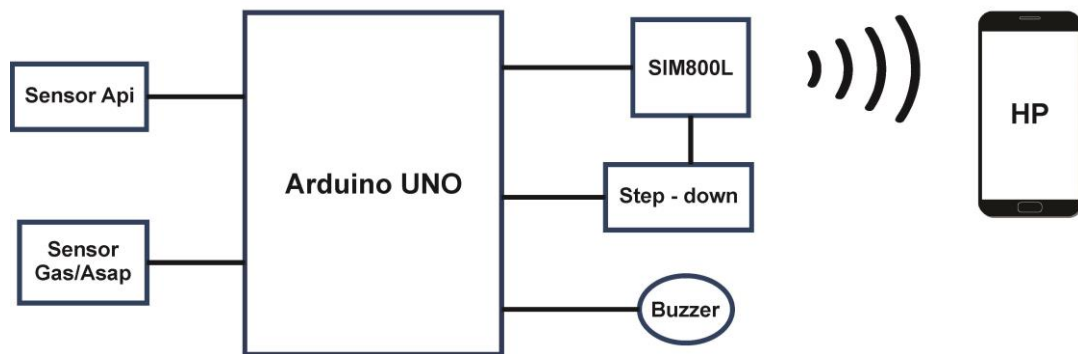 Sensor Api
Sensor
Gas/Asap
Arduino UNO
SIM800L
Step - down
Buzzer
HP